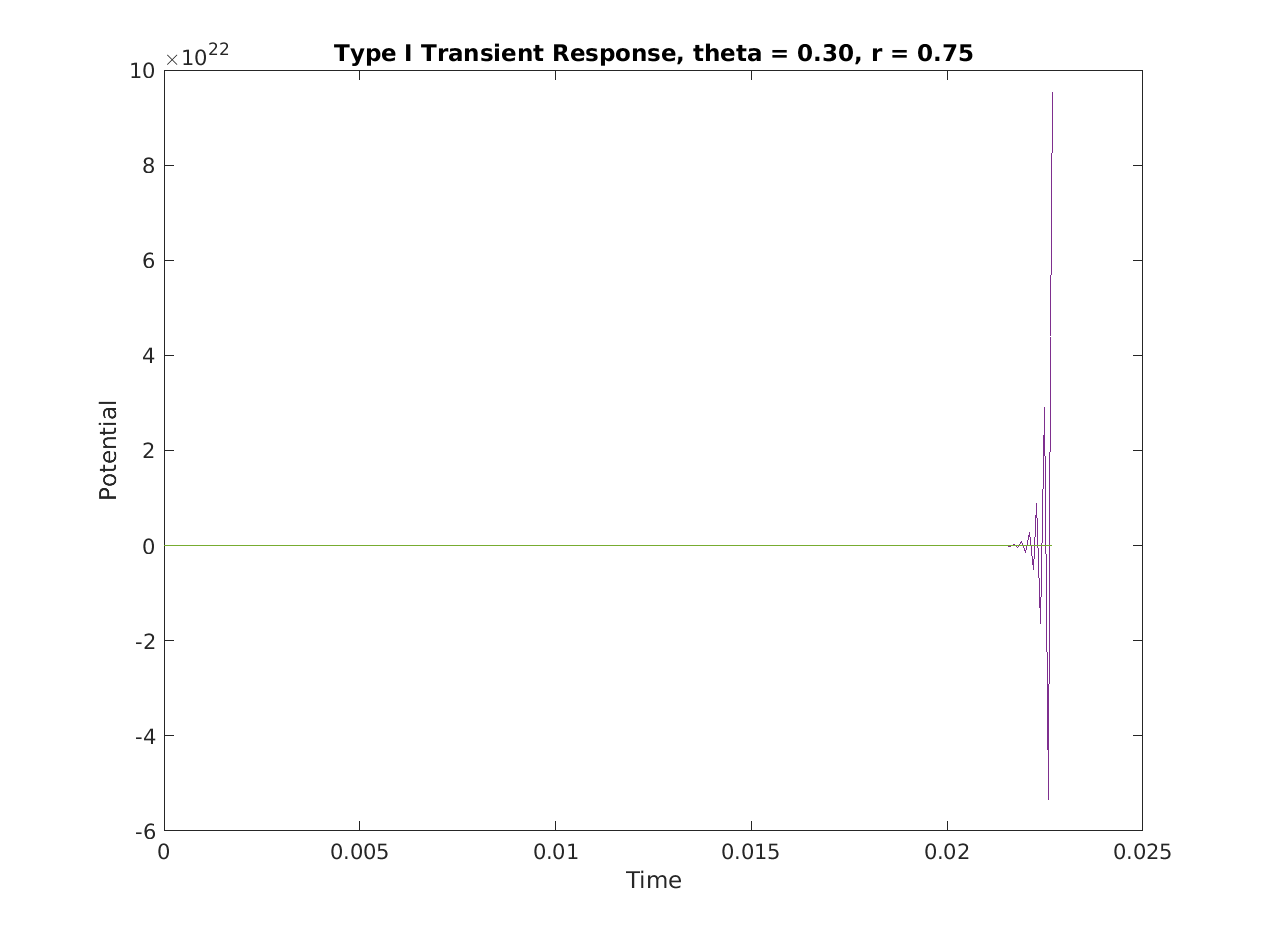 Type I Transient Response, theta = 0.30, r = 0.75
×10^22
10
8
6
4
2
0
-2
-4
-6
Potential
0 0.005 0.01 0.015 0.02 0.025
Time